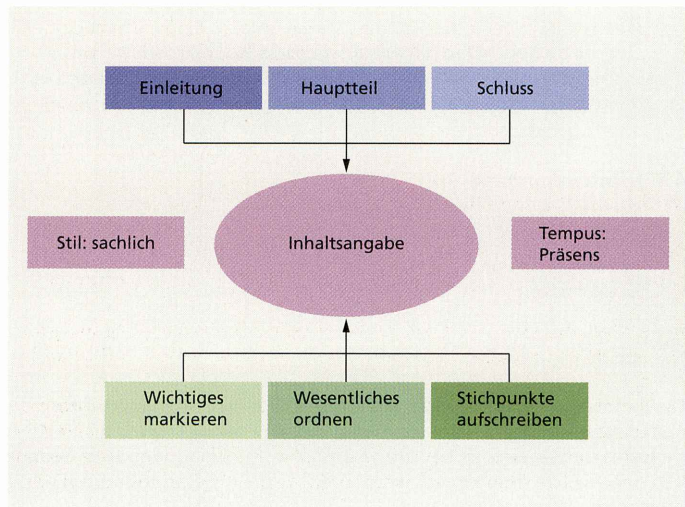 Einleitung
Hauptteil
Schluss
Stil: sachlich
Inhaltsangabe
Tempus:
Präsens
Wichtiges
markieren
Wesentliches
ordnen
Stichpunkte
aufschreiben